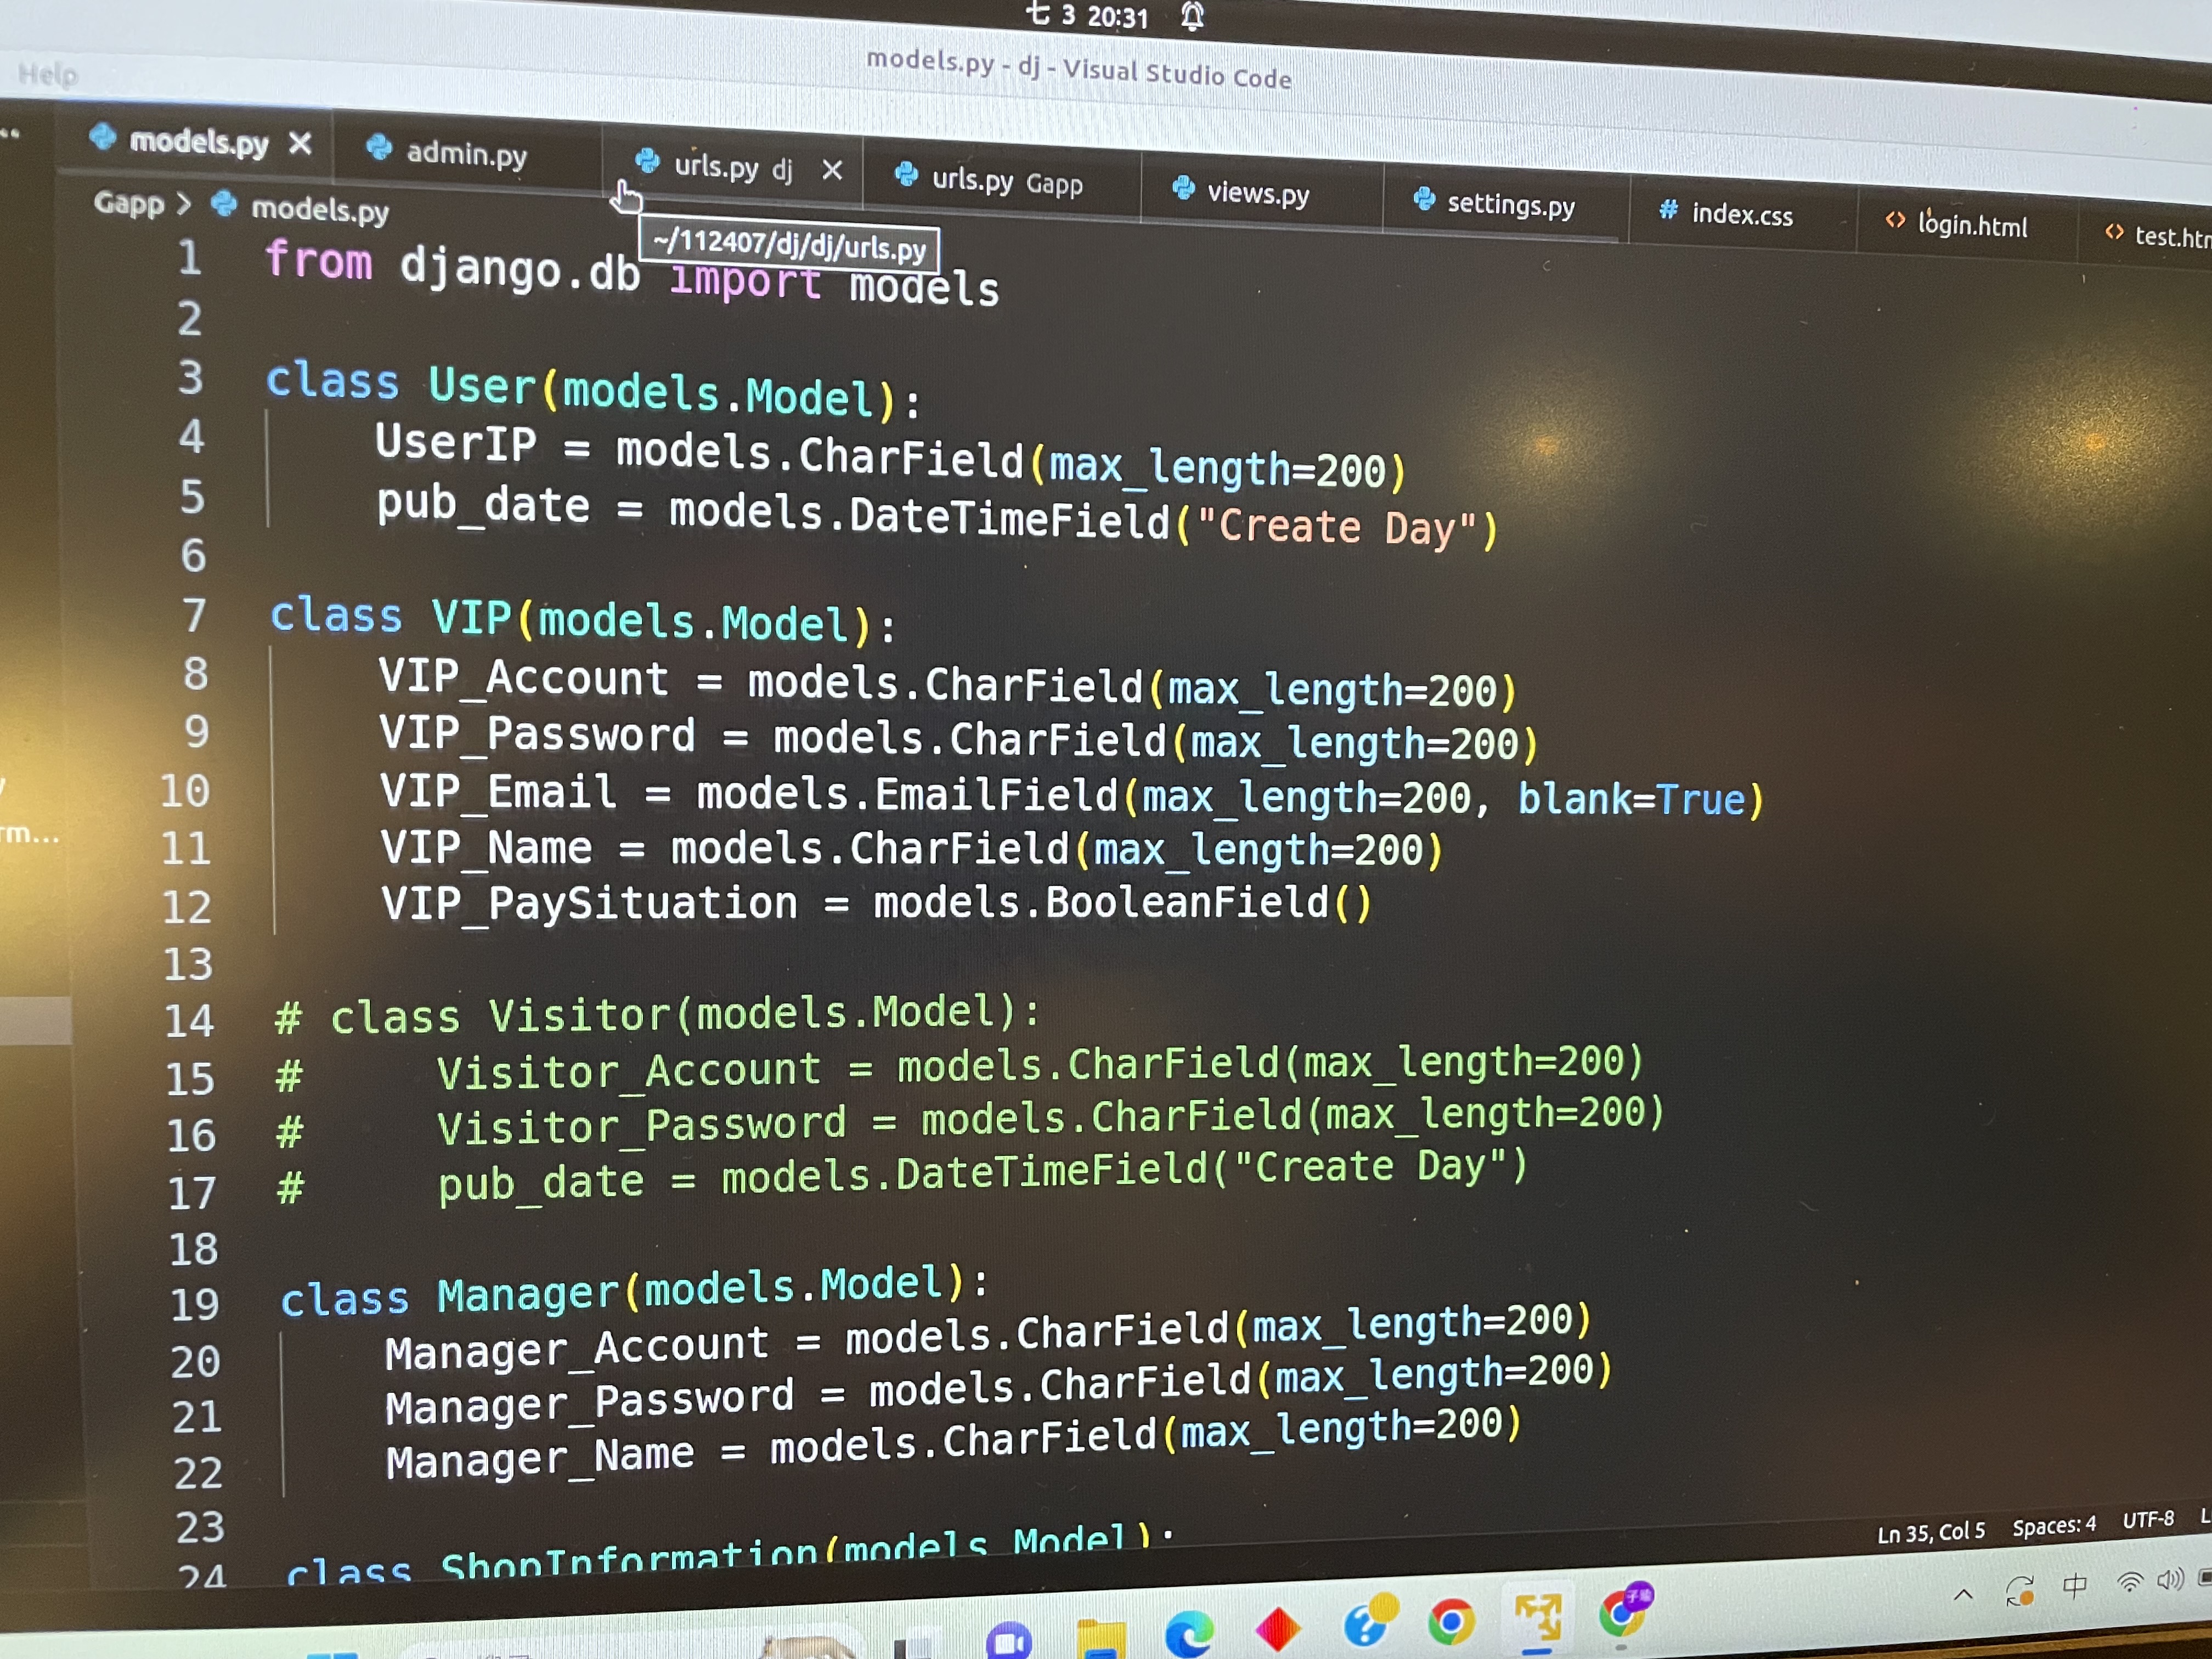 七 3 20:31
models.py - dj - Visual Studio Code
Help
models.py
admin.py
urls.py dj
urls.py Gapp
views.py
settings.py
# index.css
<> login.html
<>
Gapp > models.py
~/112407/dj/dj/urls.py
1 from django.db import models
2
3 class User(models.Model):
4 UserIP = models.CharField(max_length=200)
5 pub_date = models.DateTimeField("Create Day")
6
7 class VIP(models.Model):
8 VIP_Account = models.CharField(max_length=200)
9 VIP_Password = models.CharField(max_length=200)
10 VIP_Email = models.EmailField(max_length=200, blank=True)
11 VIP_Name = models.CharField(max_length=200)
12 VIP_PaySituation = models.BooleanField()
13
14 # class Visitor(models.Model):
15 # Visitor_Account = models.CharField(max_length=200)
16 # Visitor_Password = models.CharField(max_length=200)
17 # pub_date = models.DateTimeField("Create Day")
18
19 class Manager(models.Model):
20 Manager_Account = models.CharField(max_length=200)
21 Manager_Password = models.CharField(max_length=200)
22 Manager_Name = models.CharField(max_length=200)
23
24 class ShopInformation(models.Model):
rm...
Ln 35, Col 5
Spaces: 4
UTF-8
中
子瑜